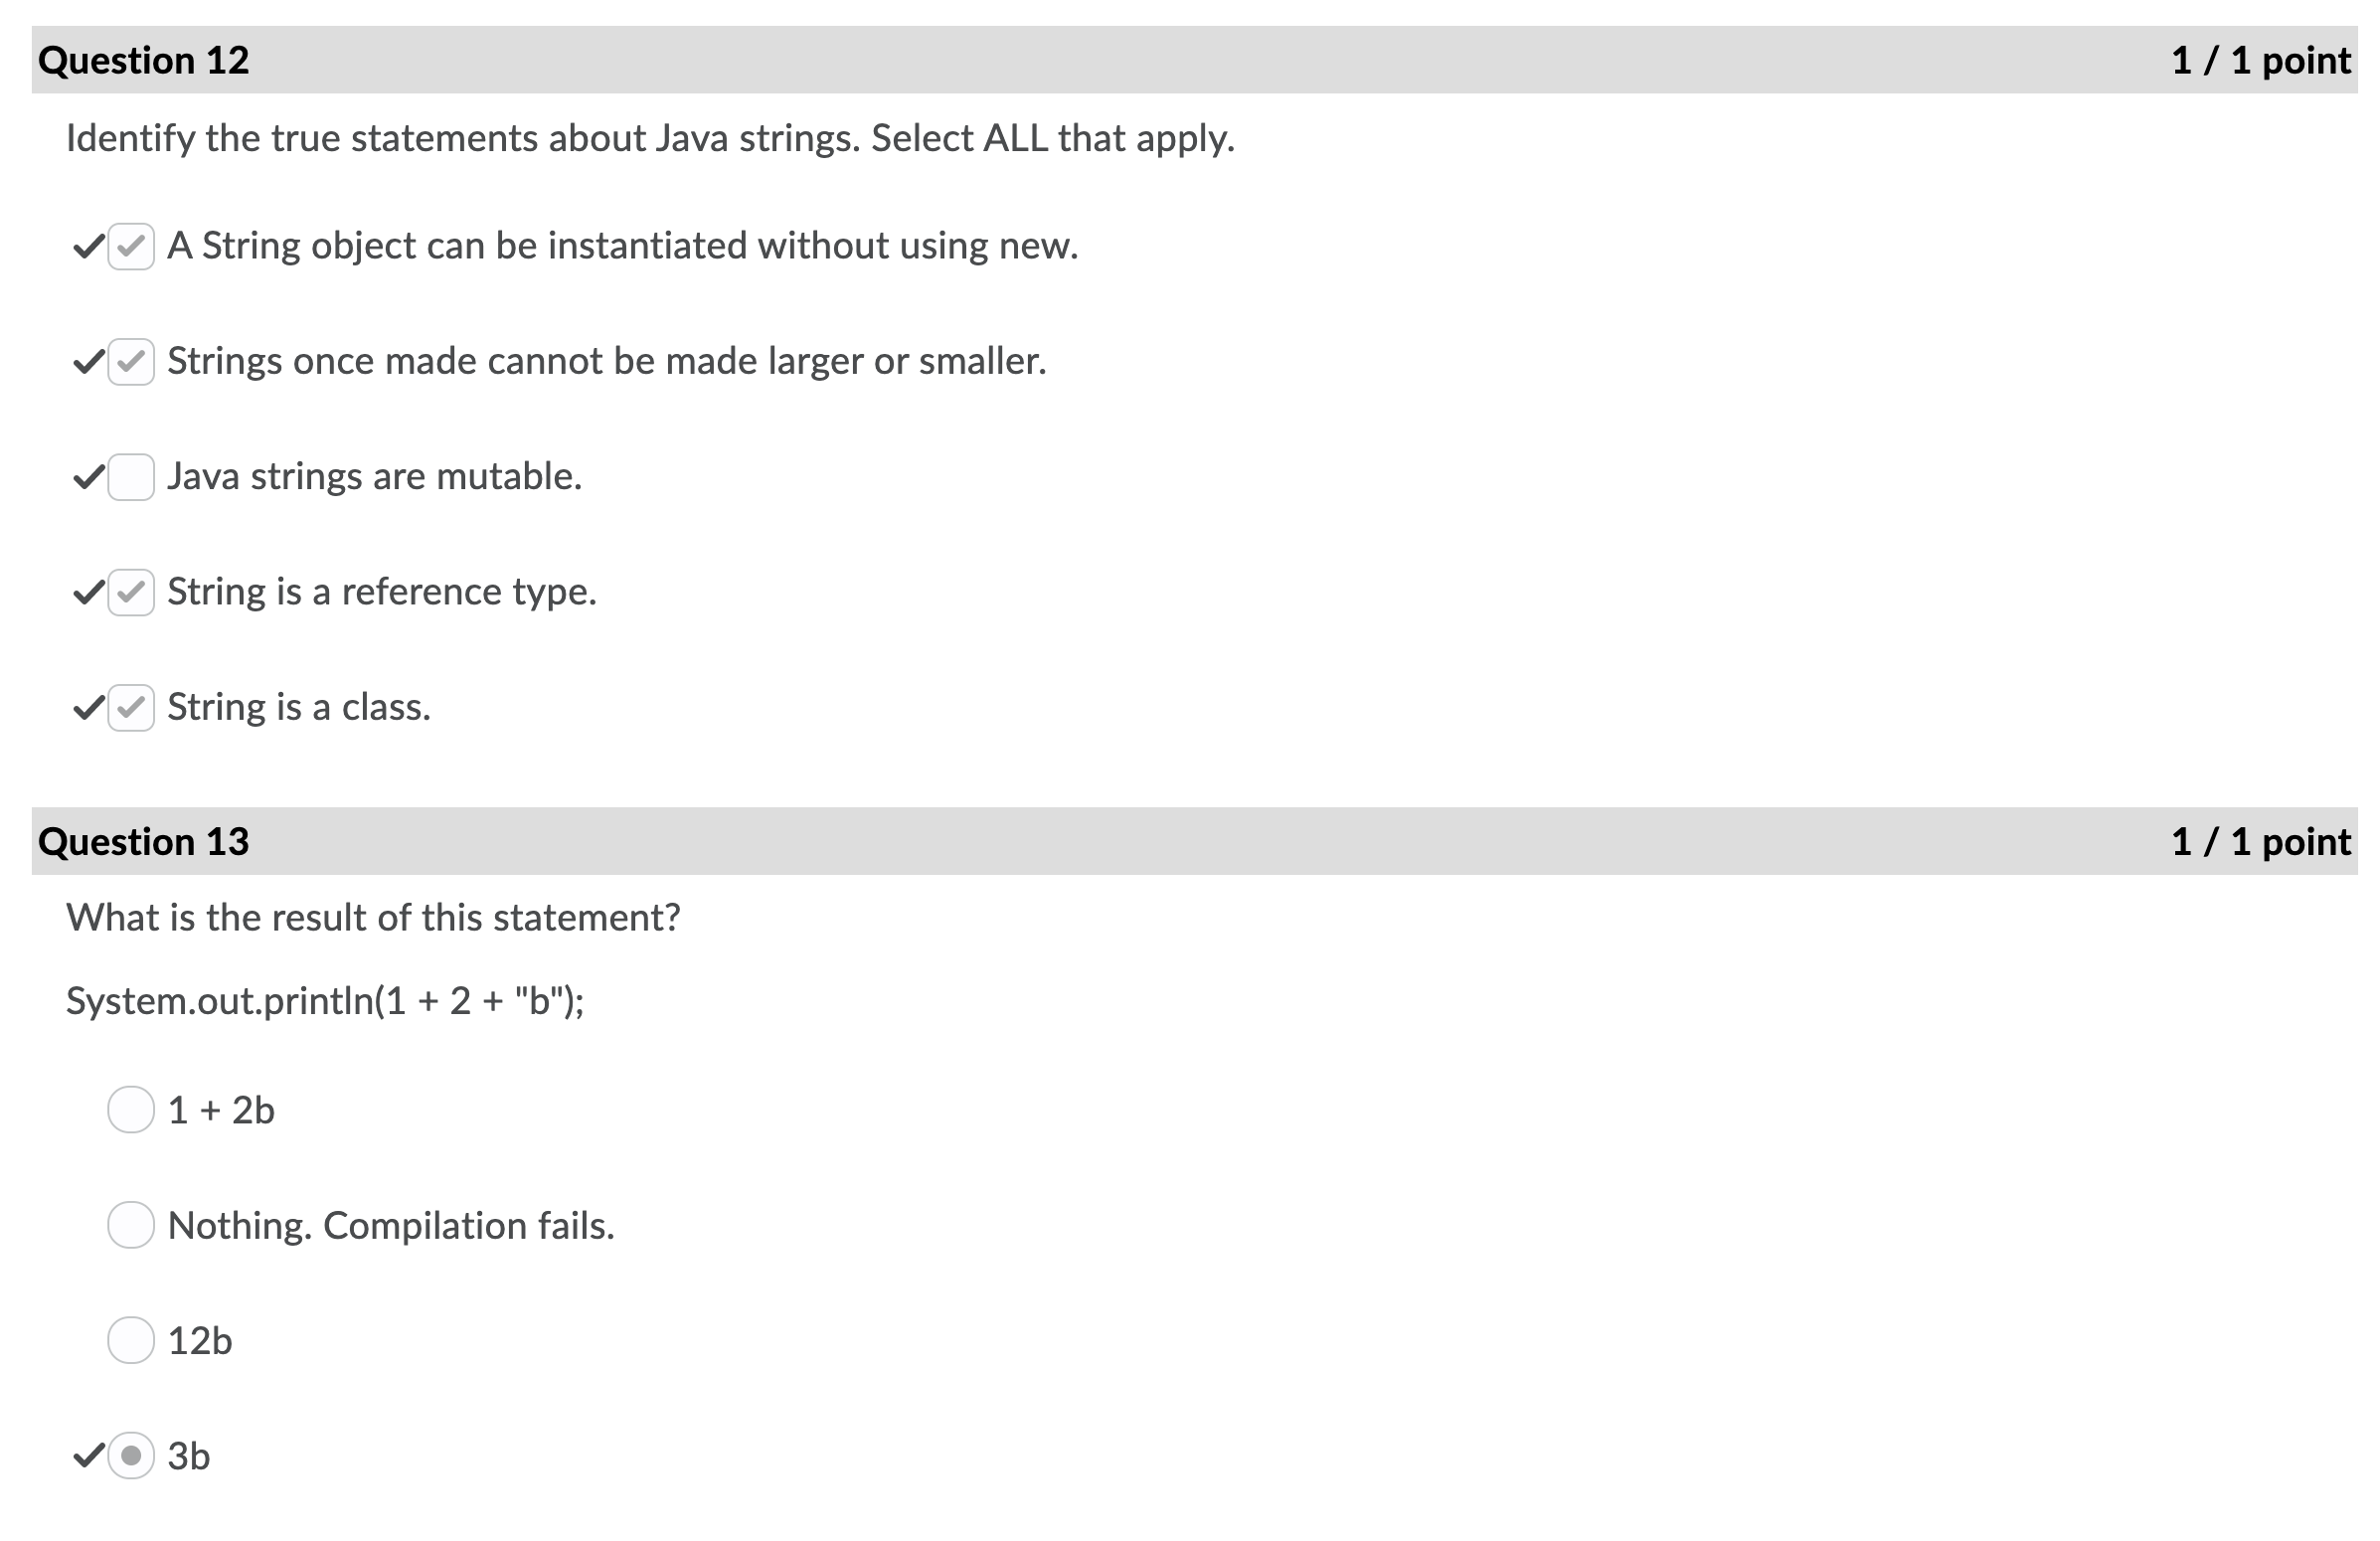 Question 12 1 / 1 point
Identify the true statements about Java strings. Select ALL that apply.
A String object can be instantiated without using new.
Strings once made cannot be made larger or smaller.
Java strings are mutable.
String is a reference type.
String is a class.
Question 13 1 / 1 point
What is the result of this statement?
System.out.println(1 + 2 + "b");
1 + 2b
Nothing. Compilation fails.
12b
3b